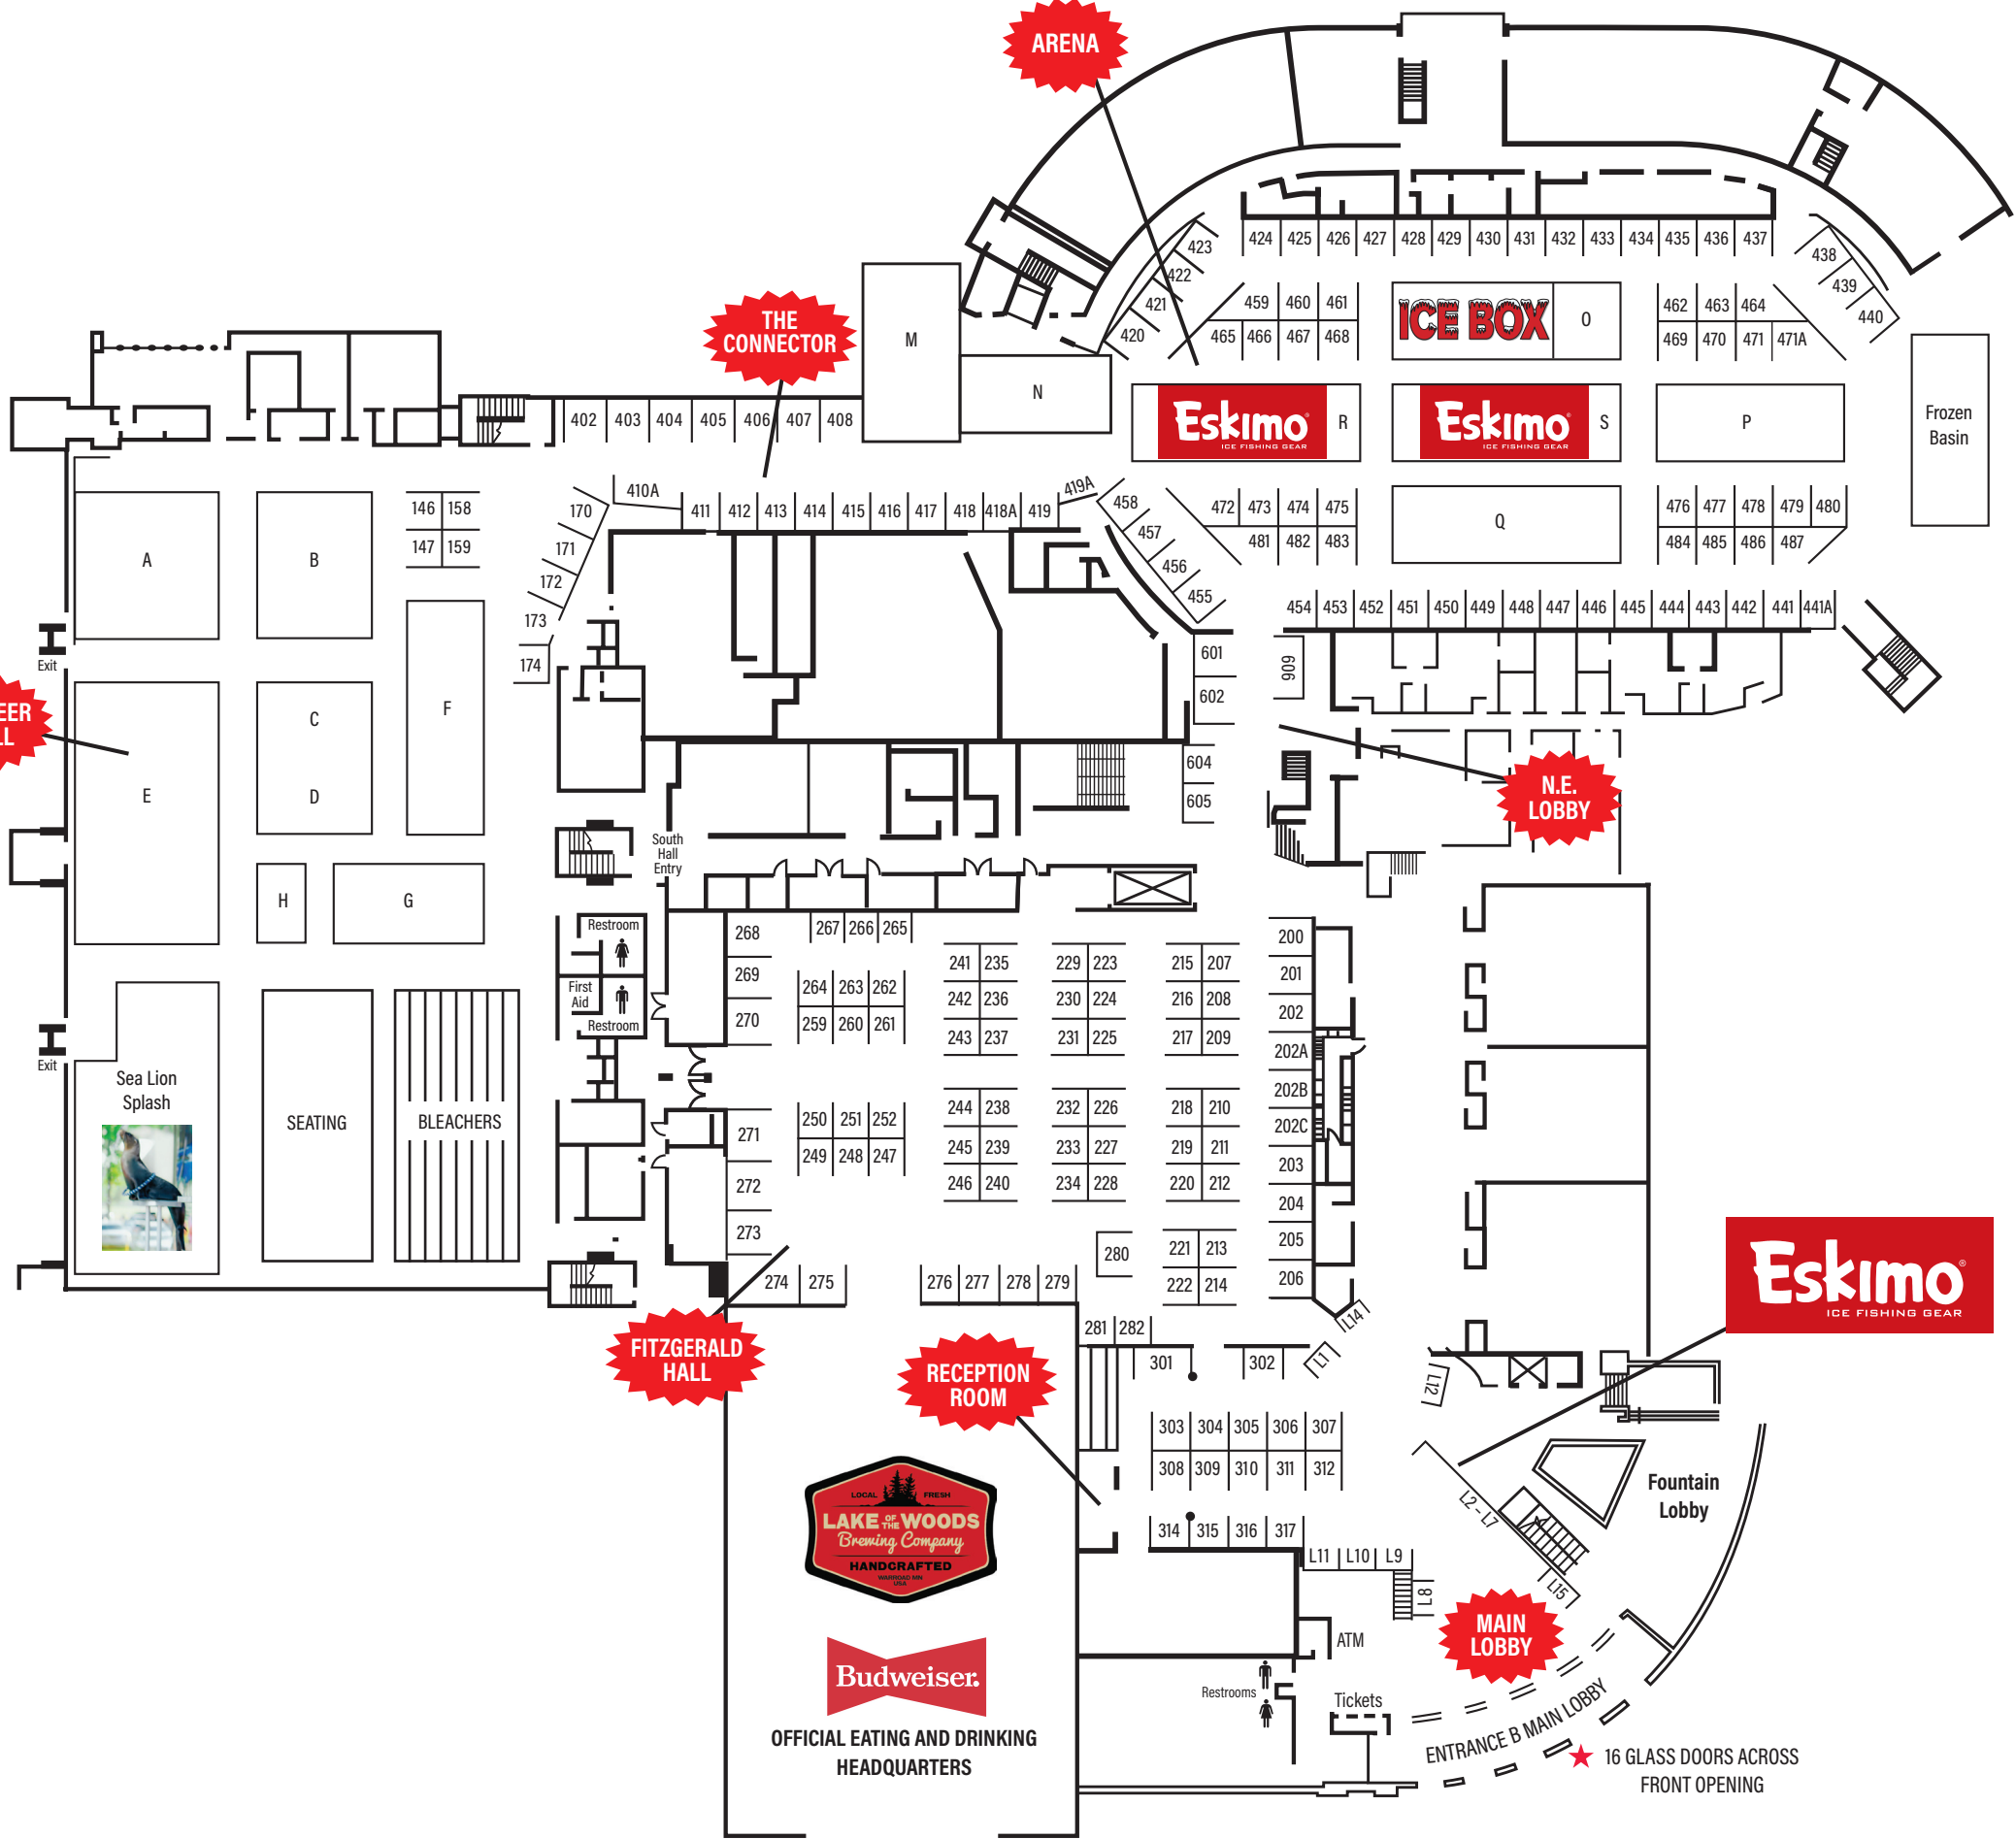 ARENA
424 425 426 427 428 429 430 431 432 433 434 435 436 437
423
422
421
420
438
439
440
459 460 461
465 466 467 468
ICE BOX
O
462 463 464
469 470 471 471A
THE
CONNECTOR
M
N
Eskimo®
ICE FISHING GEAR
R
Eskimo®
ICE FISHING GEAR
S
P
Frozen
Basin
402 403 404 405 406 407 408
410A
411 412 413 414 415 416 417 418 418A 419
419A
458
457
456
455
472 473 474 475
481 482 483
Q
476 477 478 479 480
484 485 486 487
454 453 452 451 450 449 448 447 446 445 444 443 442 441 441A
A
B
146 158
147 159
170
171
172
173
174
Exit
EER
LL
E
C
D
F
H
G
601
602
604
605
609
N.E.
LOBBY
South
Hall
Entry
Restroom
First
Aid
Restroom
Exit
Sea Lion
Splash
SEATING
BLEACHERS
268
269
270
271
272
273
274 275
267 266 265
264 263 262
259 260 261
250 251 252
249 248 247
241 235
242 236
243 237
244 238
245 239
246 240
229 223
230 224
231 225
232 226
233 227
234 228
215 207
216 208
217 209
218 210
219 211
220 212
221 213
222 214
200
201
202
202A
202B
202C
203
204
205
206
280
276 277 278 279
281 282
301
302
L14
L1
L12
FITZGERALD
HALL
RECEPTION
ROOM
303 304 305 306 307
308 309 310 311 312
314 315 316 317
L11 L10 L9
L8
L2 - L7
L15
Eskimo®
ICE FISHING GEAR
Fountain
Lobby
MAIN
LOBBY
LOCAL FRESH
LAKE OF THE WOODS
Brewing Company
HANDCRAFTED
WARROAD MN
USA
Budweiser.
OFFICIAL EATING AND DRINKING
HEADQUARTERS
ATM
Restrooms
Tickets
ENTRANCE B MAIN LOBBY
16 GLASS DOORS ACROSS
FRONT OPENING